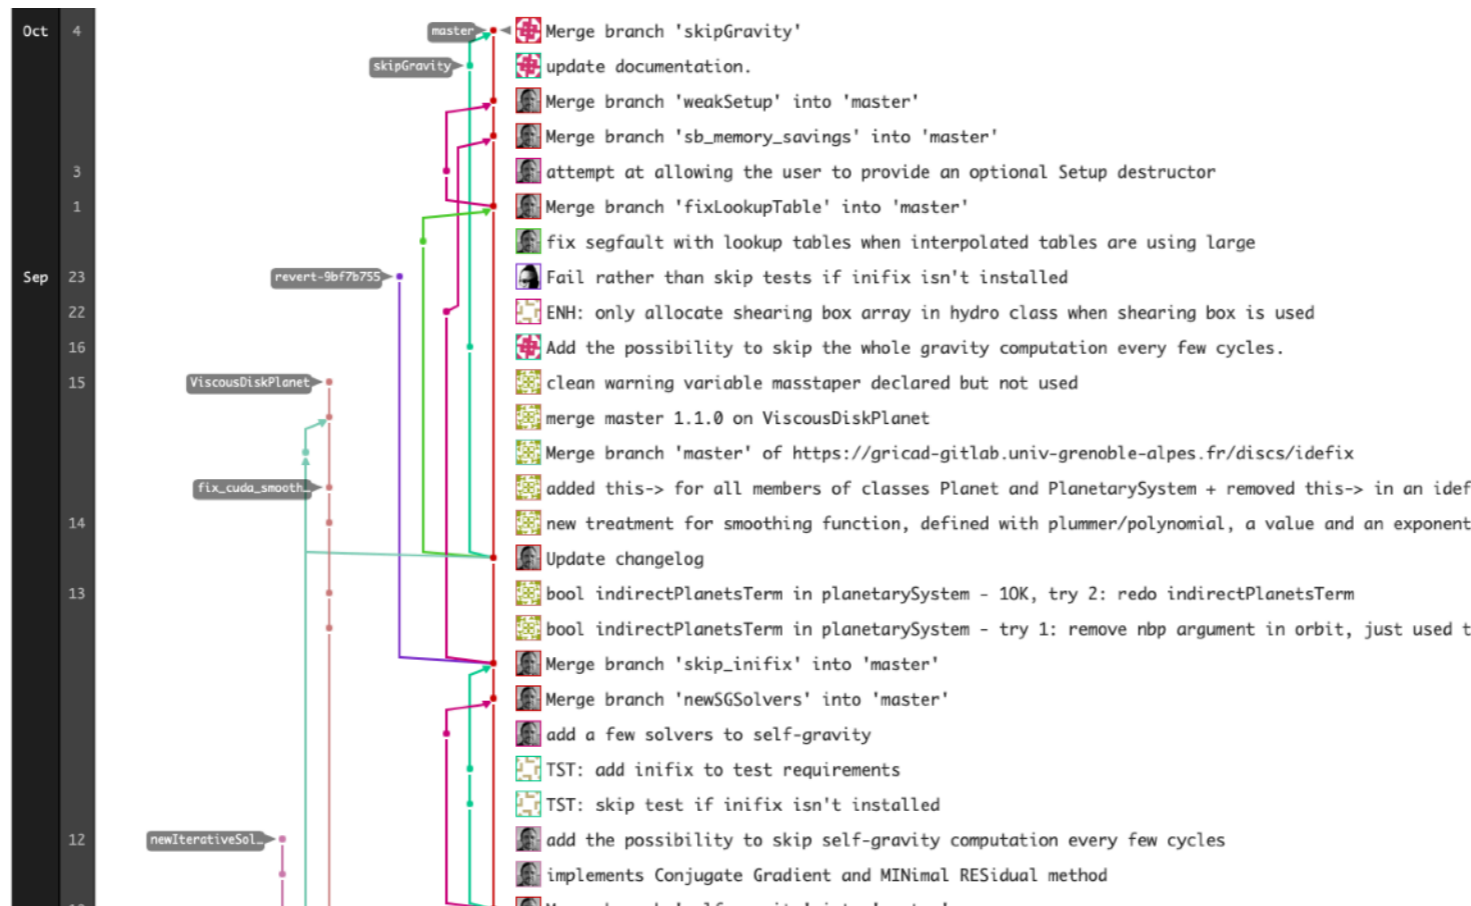 Oct 4 master Merge branch 'skipGravity'
skipGravity update documentation.
Merge branch 'weakSetup' into 'master'
Merge branch 'sb_memory_savings' into 'master'
3 attempt at allowing the user to provide an optional Setup destructor
1 Merge branch 'fixLookupTable' into 'master'
fix segfault with lookup tables when interpolated tables are using large
Sep 23 revert-9bf7b755 Fail rather than skip tests if inifix isn't installed
22 ENH: only allocate shearing box array in hydro class when shearing box is used
16 Add the possibility to skip the whole gravity computation every few cycles.
15 ViscousDiskPlanet clean warning variable masstaper declared but not used
merge master 1.1.0 on ViscousDiskPlanet
Merge branch 'master' of https://gricad-gitlab.univ-grenoble-alpes.fr/discs/idefix
fix_cuda_smooth… added this-> for all members of classes Planet and PlanetarySystem + removed this-> in an idef
14 new treatment for smoothing function, defined with plummer/polynomial, a value and an exponent
Update changelog
13 bool indirectPlanetsTerm in planetarySystem - 1OK, try 2: redo indirectPlanetsTerm
bool indirectPlanetsTerm in planetarySystem - try 1: remove nbp argument in orbit, just used t
Merge branch 'skip_inifix' into 'master'
Merge branch 'newSGSolvers' into 'master'
add a few solvers to self-gravity
TST: add inifix to test requirements
TST: skip test if inifix isn't installed
12 newIterativeSol… add the possibility to skip self-gravity computation every few cycles
implements Conjugate Gradient and MINimal RESidual method